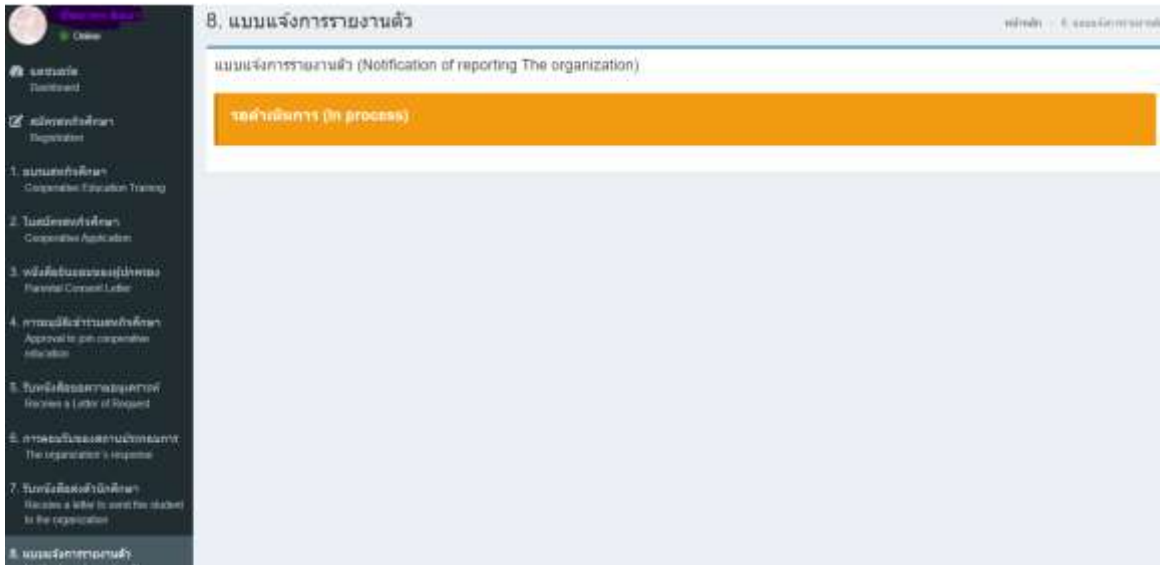 8. แบบแจ้งการรายงานตัว
หน้าหลัก
Online
แบบแจ้งการรายงานตัว (Notification of reporting The organization)
รอดำเนินการ (In process)
Dashboard
สมัครสหกิจศึกษา
Registration
1. อบรมสหกิจศึกษา
Cooperative Education Training
2. ใบสมัครสหกิจศึกษา
Cooperative Application
3. หนังสือยินยอมของผู้ปกครอง
Parental Consent Letter
4. การอนุมัติเข้าร่วมสหกิจศึกษา
Approval to join cooperative
education
5. รับหนังสือขอความอนุเคราะห์
Receive a Letter of Request
6. การตอบรับของสถานประกอบการ
The organization's response
7. รับหนังสือส่งตัวนักศึกษา
Receive a letter to send the student
to the organization
8. แบบแจ้งการรายงานตัว